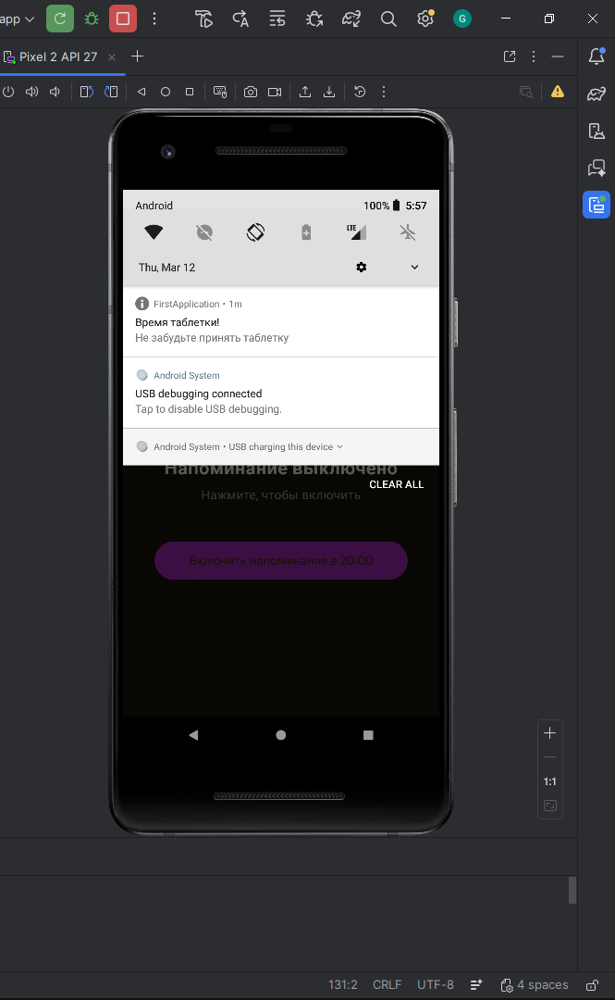 app
G
Pixel 2 API 27
Android 100% 5:57
LTE
Thu, Mar 12
FirstApplication • 1m
Время таблетки!
Не забудьте принять таблетку
Android System
USB debugging connected
Tap to disable USB debugging.
Android System • USB charging this device
Напоминание выключено
CLEAR ALL
Нажмите, чтобы включить
Включить напоминание в 20:00
1:1
131:2 CRLF UTF-8 4 spaces